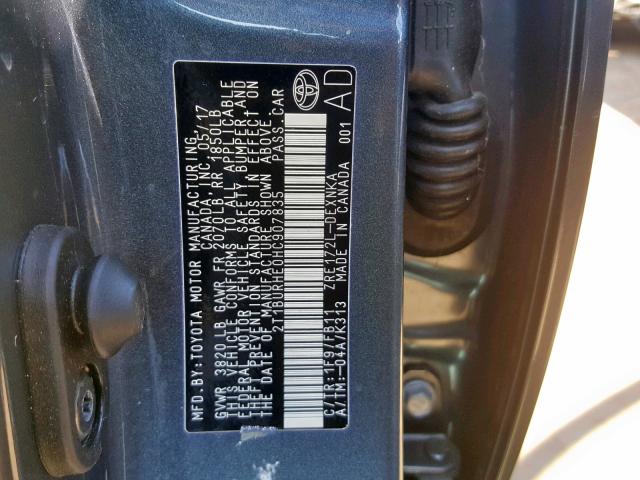 MFD.BY:TOYOTA MOTOR MANUFACTURING,
CANADA, INC. 05/17
GVWR 3820 LB GAWR FR 2070LB RR 1850LB
THIS VEHICLE CONFORMS TO ALL APPLICABLE
FEDERAL MOTOR VEHICLE SAFETY, BUMPER, AND
THEFT PREVENTION STANDARDS IN EFFECT ON
THE DATE OF MANUFACTURE SHOWN ABOVE.
2T1BURHE0HC907835 PASS.CAR
C/TR:1F9/FB11 ZRE172L-DEXNKA
A/TM:-04A/K313 MADE IN CANADA 001
AD